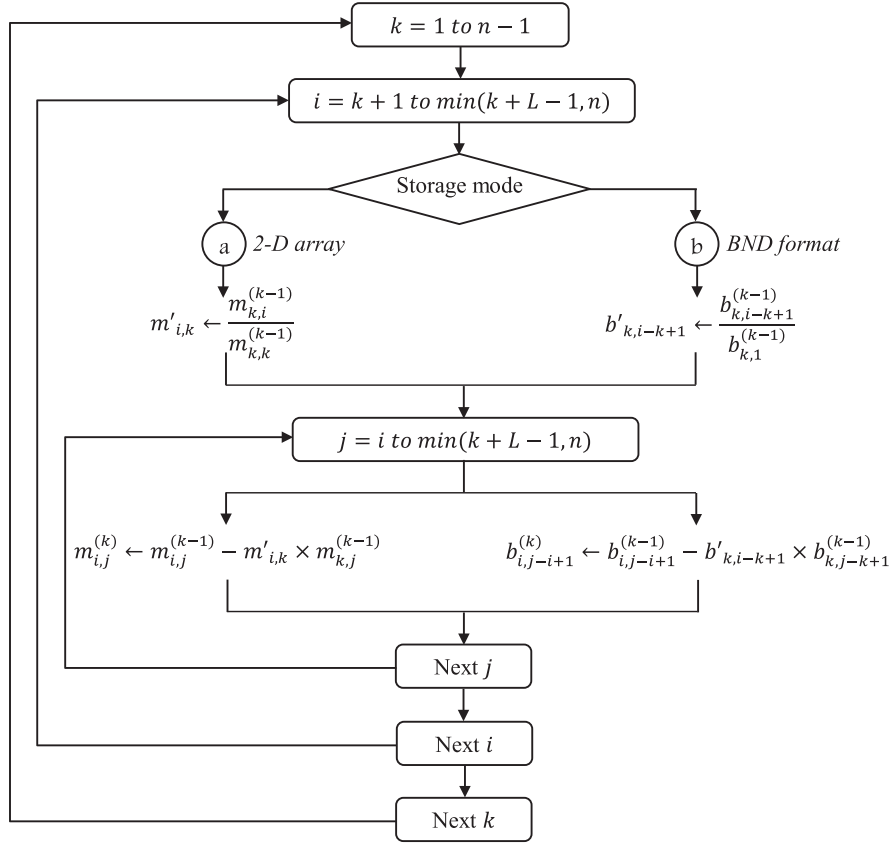 k = 1 to n − 1
i = k + 1 to min(k + L − 1, n)
Storage mode
a 2-D array
b BND format
m'_{i,k} ← m_{k,i}^{(k−1)} / m_{k,k}^{(k−1)}
b'_{k,i−k+1} ← b_{k,i−k+1}^{(k−1)} / b_{k,1}^{(k−1)}
j = i to min(k + L − 1, n)
m_{i,j}^{(k)} ← m_{i,j}^{(k−1)} − m'_{i,k} × m_{k,j}^{(k−1)}
b_{i,j−i+1}^{(k)} ← b_{i,j−i+1}^{(k−1)} − b'_{k,i−k+1} × b_{k,j−k+1}^{(k−1)}
Next j
Next i
Next k